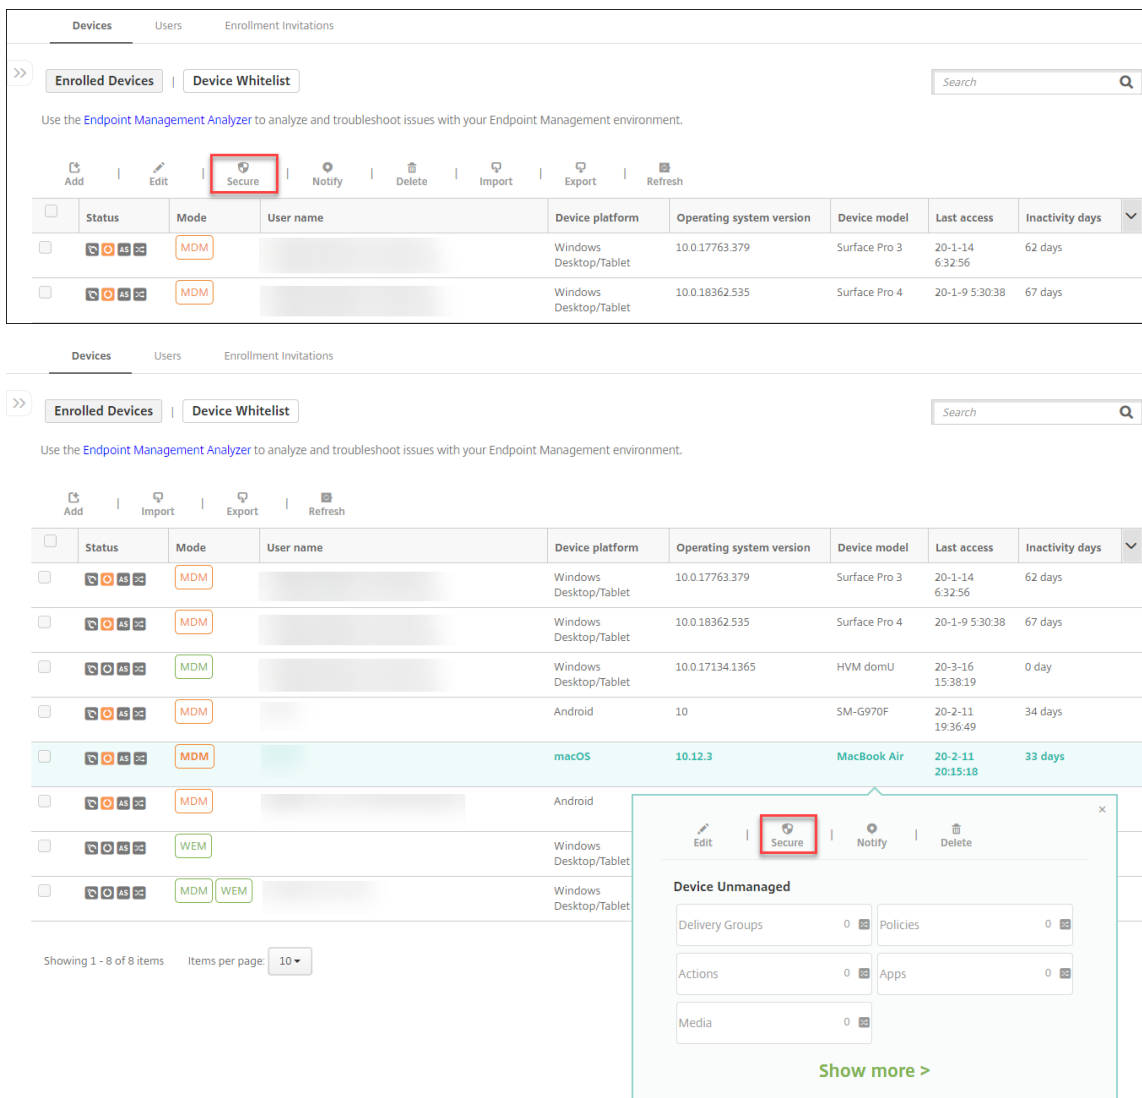 Devices Users Enrollment Invitations
Enrolled Devices | Device Whitelist Search
Use the Endpoint Management Analyzer to analyze and troubleshoot issues with your Endpoint Management environment.
Add | Edit | Secure | Notify | Delete | Import | Export | Refresh
Status Mode User name Device platform Operating system version Device model Last access Inactivity days
AS MDM Windows 10.0.17763.379 Surface Pro 3 20-1-14 62 days
Desktop/Tablet 6:32:56
AS MDM Windows 10.0.18362.535 Surface Pro 4 20-1-9 5:30:38 67 days
Desktop/Tablet
Devices Users Enrollment Invitations
Enrolled Devices | Device Whitelist Search
Use the Endpoint Management Analyzer to analyze and troubleshoot issues with your Endpoint Management environment.
Add | Import | Export | Refresh
Status Mode User name Device platform Operating system version Device model Last access Inactivity days
AS MDM Windows 10.0.17763.379 Surface Pro 3 20-1-14 62 days
Desktop/Tablet 6:32:56
AS MDM Windows 10.0.18362.535 Surface Pro 4 20-1-9 5:30:38 67 days
Desktop/Tablet
AS MDM Windows 10.0.17134.1365 HVM domU 20-3-16 0 day
Desktop/Tablet 15:38:19
AS MDM Android 10 SM-G970F 20-2-11 34 days
19:36:49
AS MDM macOS 10.12.3 MacBook Air 20-2-11 33 days
20:15:18
AS MDM Android
AS WEM Windows
Desktop/Tablet
AS MDM WEM Windows
Desktop/Tablet
Edit | Secure | Notify | Delete
Device Unmanaged
Delivery Groups 0 Policies 0
Actions 0 Apps 0
Media 0
Show more >
Showing 1 - 8 of 8 items Items per page: 10